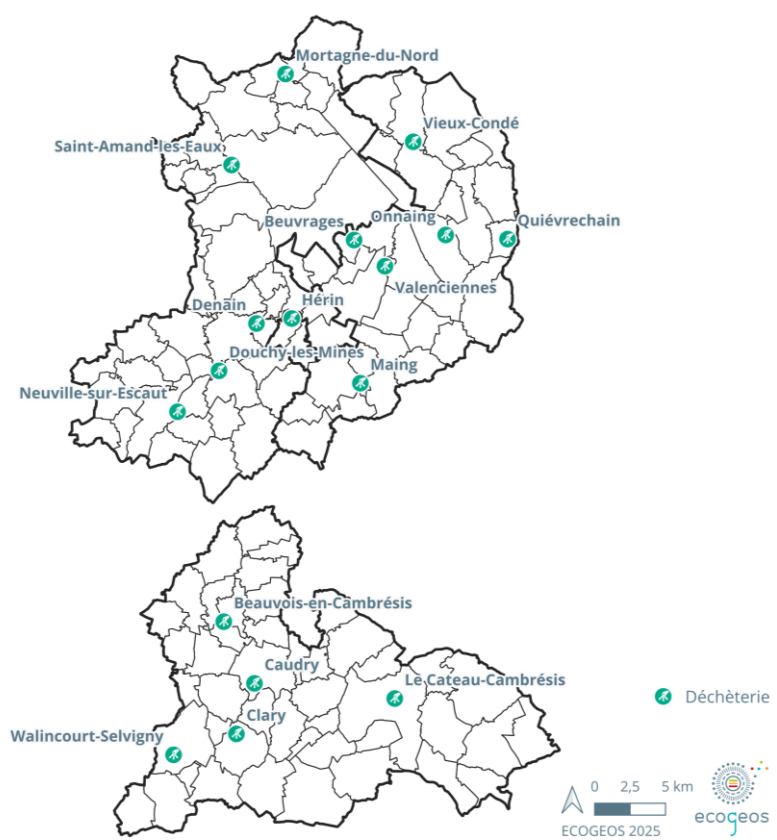 Mortagne-du-Nord
Vieux-Condé
Saint-Amand-les-Eaux
Beuvrages
Onnaing
Quiévrechain
Valenciennes
Denain
Hérin
Douchy-les-Mines
Maing
Neuville-sur-Escaut
Beauvois-en-Cambrésis
Caudry
Le Cateau-Cambrésis
Déchèterie
Clary
Walincourt-Selvigny
0 2,5 5 km
ECOGEOS 2025
ecogeos